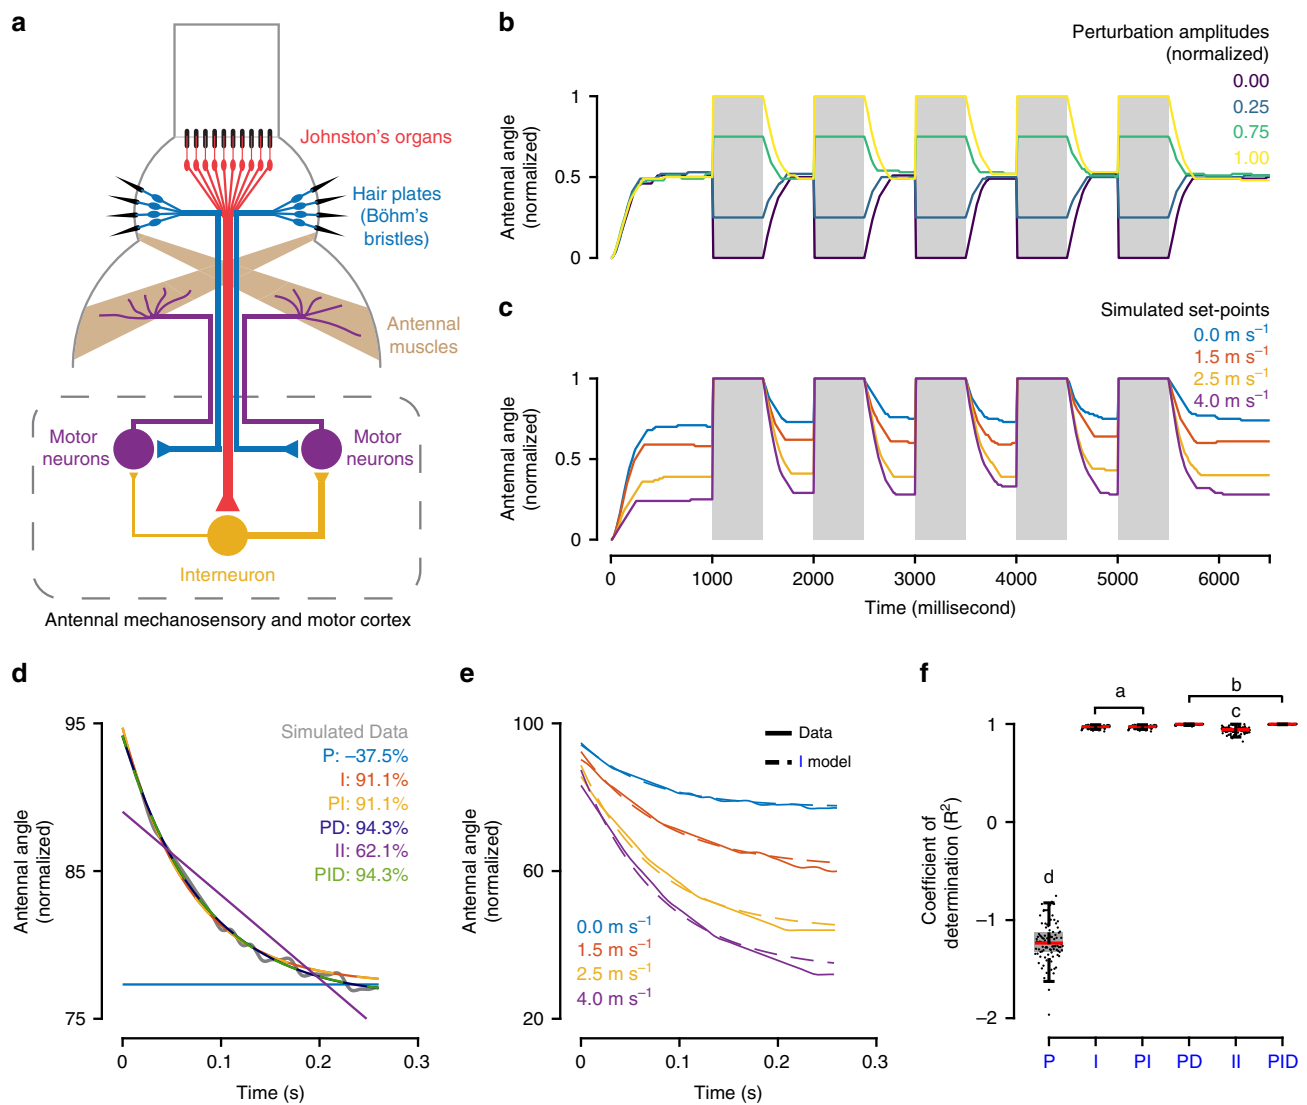 a
Johnston's organs
Hair plates
(Böhm's
bristles)
Antennal
muscles
Motor
neurons
Motor
neurons
Interneuron
Antennal mechanosensory and motor cortex
b
Perturbation amplitudes
(normalized)
0.00
0.25
0.75
1.00
Antennal angle
(normalized)
1
0.5
0
c
Simulated set-points
0.0 m s⁻¹
1.5 m s⁻¹
2.5 m s⁻¹
4.0 m s⁻¹
Antennal angle
(normalized)
1
0.5
0
0 1000 2000 3000 4000 5000 6000
Time (millisecond)
d
Antennal angle
(normalized)
95
85
75
Simulated Data
P: –37.5%
I: 91.1%
PI: 91.1%
PD: 94.3%
II: 62.1%
PID: 94.3%
0 0.1 0.2 0.3
Time (s)
e
Antennal angle
(normalized)
100
60
20
Data
I model
0.0 m s⁻¹
1.5 m s⁻¹
2.5 m s⁻¹
4.0 m s⁻¹
0 0.1 0.2 0.3
Time (s)
f
Coefficient of
determination (R²)
1
0
–1
–2
a
b
c
d
P I PI PD II PID